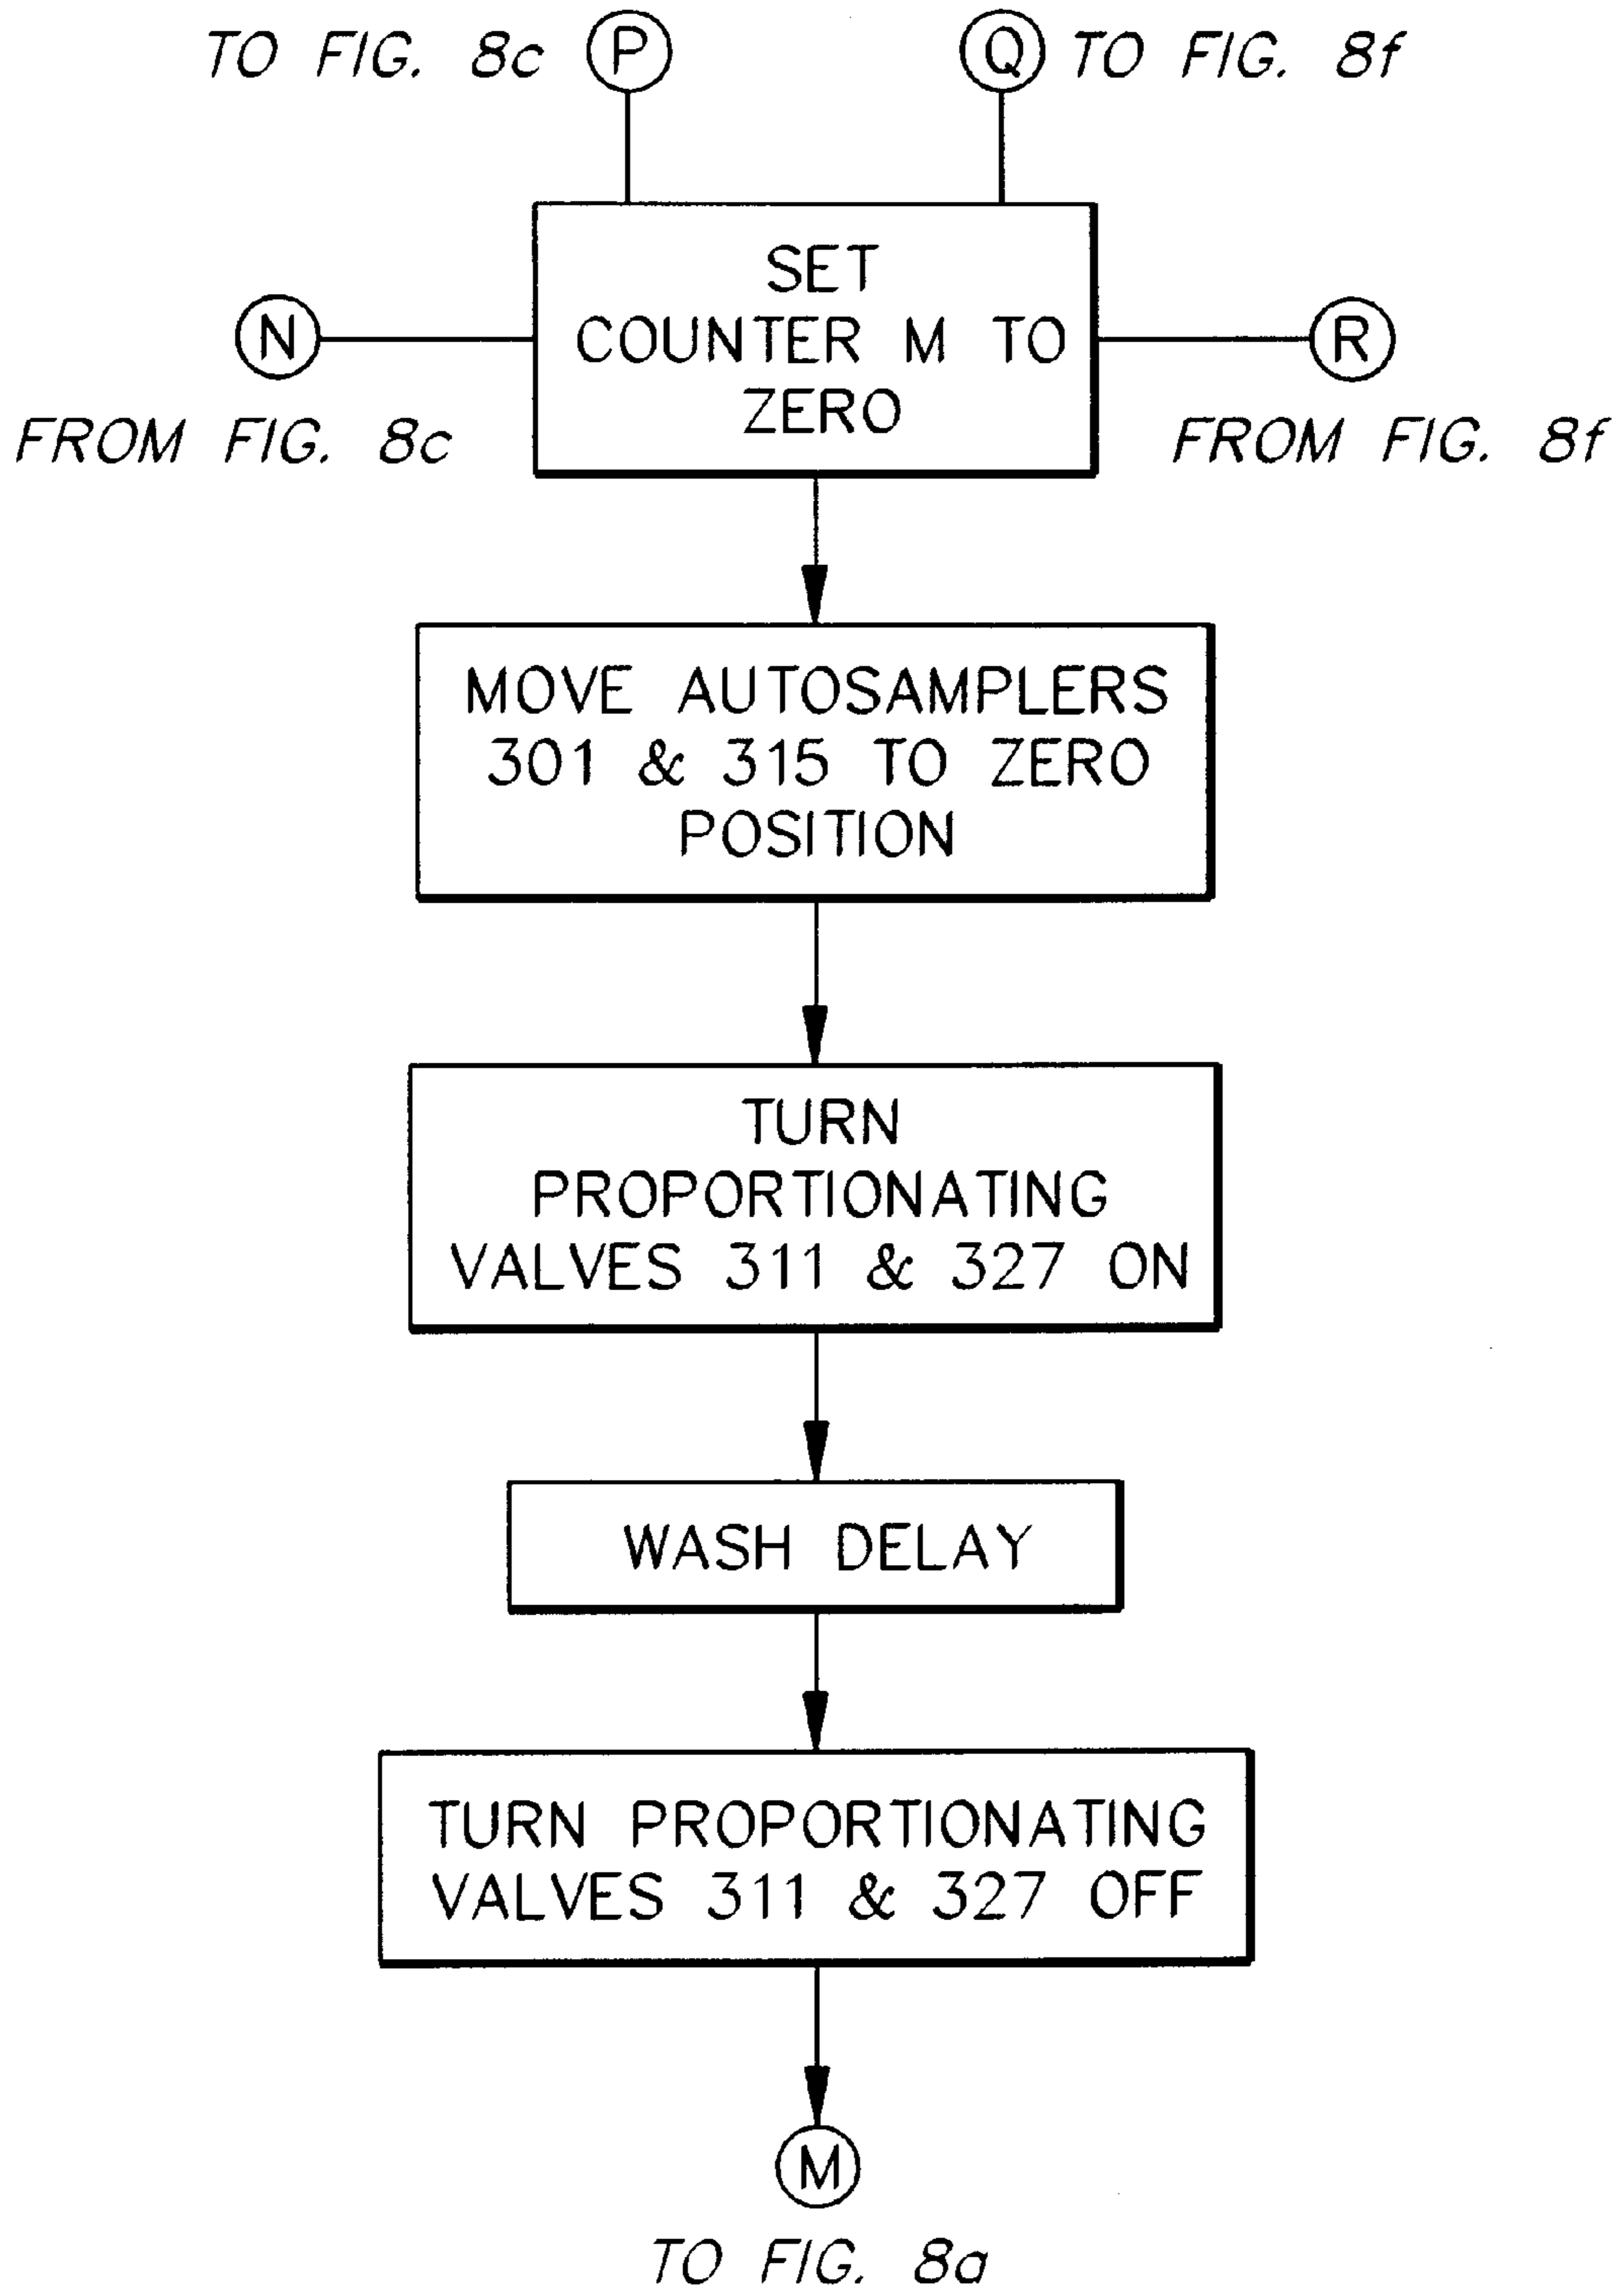 TO FIG. 8c P
Q TO FIG. 8f
SET
COUNTER M TO
ZERO
N
FROM FIG. 8c
R
FROM FIG. 8f
MOVE AUTOSAMPLERS
301 & 315 TO ZERO
POSITION
TURN
PROPORTIONATING
VALVES 311 & 327 ON
WASH DELAY
TURN PROPORTIONATING
VALVES 311 & 327 OFF
M
TO FIG. 8a